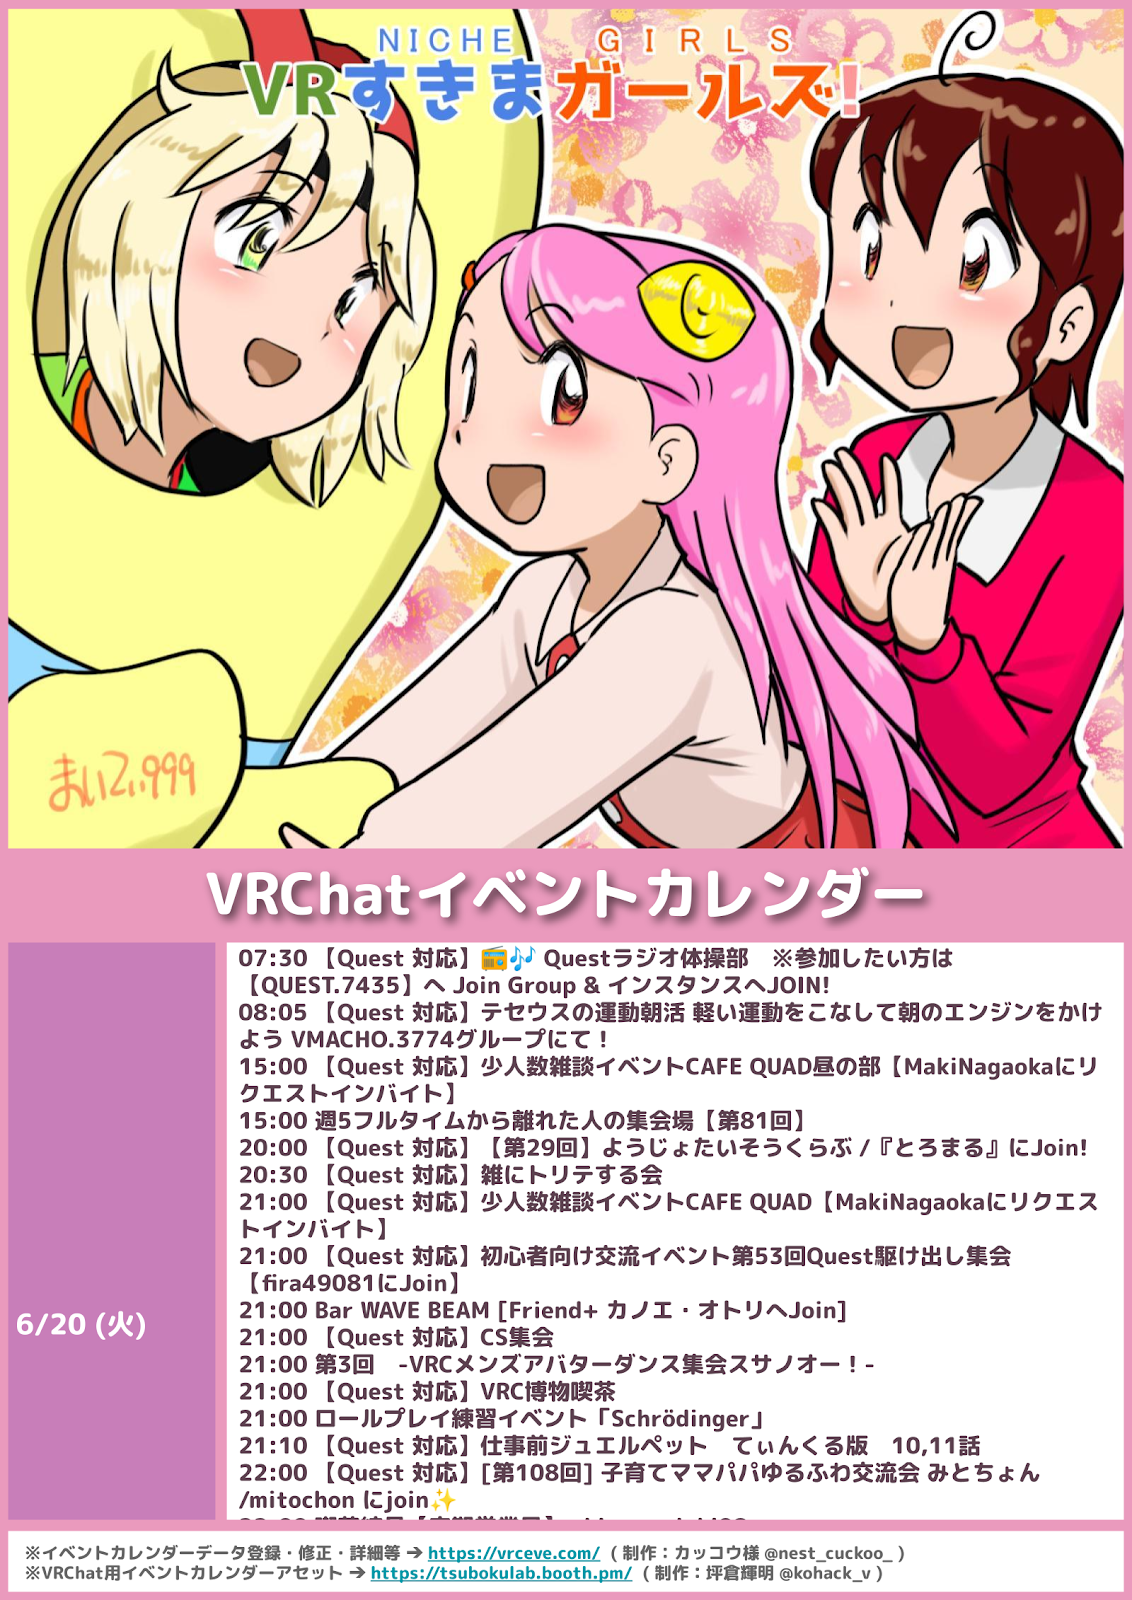 NICHE GIRLS
VRすきまガールズ!
VRChatイベントカレンダー
6/20 (火)
07:30 【Quest 対応】📻🎶 Questラジオ体操部　※参加したい方は
【QUEST.7435】へ Join Group & インスタンスへJOIN!
08:05 【Quest 対応】テセウスの運動朝活 軽い運動をこなして朝のエンジンをかけ
よう VMACHO.3774グループにて！
15:00 【Quest 対応】少人数雑談イベントCAFE QUAD昼の部【MakiNagaokaにリ
クエストインバイト】
15:00 週5フルタイムから離れた人の集会場【第81回】
20:00 【Quest 対応】【第29回】ようじょたいそうくらぶ /『とろまる』にJoin!
20:30 【Quest 対応】雑にトリテする会
21:00 【Quest 対応】少人数雑談イベントCAFE QUAD【MakiNagaokaにリクエス
トインバイト】
21:00 【Quest 対応】初心者向け交流イベント第53回Quest駆け出し集会
【fira49081にJoin】
21:00 Bar WAVE BEAM [Friend+ カノエ・オトリへJoin]
21:00 【Quest 対応】CS集会
21:00 第3回　-VRCメンズアバターダンス集会スサノオー！-
21:00 【Quest 対応】VRC博物喫茶
21:00 ロールプレイ練習イベント「Schrödinger」
21:10 【Quest 対応】仕事前ジュエルペット　てぃんくる版　10,11話
22:00 【Quest 対応】[第108回] 子育てママパパゆるふわ交流会 みとちょん
/mitochon にjoin✨
※イベントカレンダーデータ登録・修正・詳細等 ➔ https://vrceve.com/ ( 制作：カッコウ様 @nest_cuckoo_ )
※VRChat用イベントカレンダーアセット ➔ https://tsubokulab.booth.pm/ ( 制作：坪倉輝明 @kohack_v )